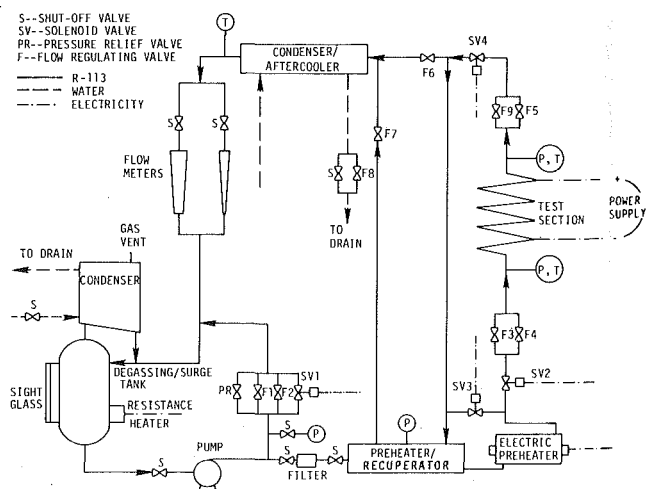 S--SHUT-OFF VALVE
SV--SOLENOID VALVE
PR--PRESSURE RELIEF VALVE
F--FLOW REGULATING VALVE
R-113
WATER
ELECTRICITY
T
CONDENSER/
AFTERCOOLER
F6
SV4
F9
F5
S
S
F7
FLOW
METERS
S
F8
P, T
TO
DRAIN
TEST
SECTION
+
POWER
SUPPLY
-
P, T
GAS
VENT
TO DRAIN
CONDENSER
S
F3
F4
DEGASSING/SURGE
TANK
SIGHT
GLASS
RESISTANCE
HEATER
PR
F1
F2
SV1
SV3
SV2
S
P
P
PUMP
S
S
FILTER
S
PREHEATER/
RECUPERATOR
ELECTRIC
PREHEATER